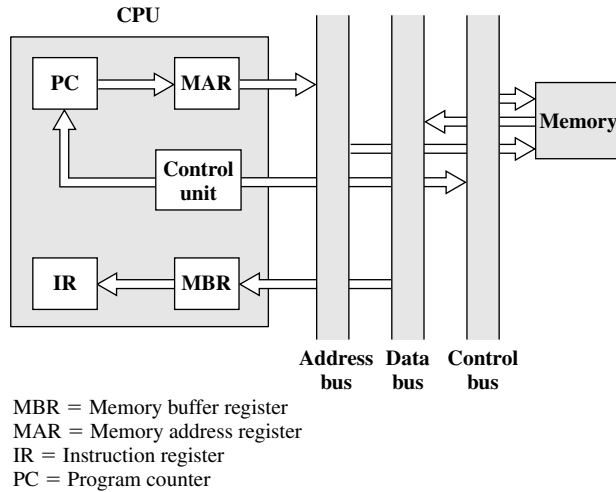 CPU
PC
MAR
Memory
Control
unit
IR
MBR
Address
bus
Data
bus
Control
bus
MBR = Memory buffer register
MAR = Memory address register
IR = Instruction register
PC = Program counter